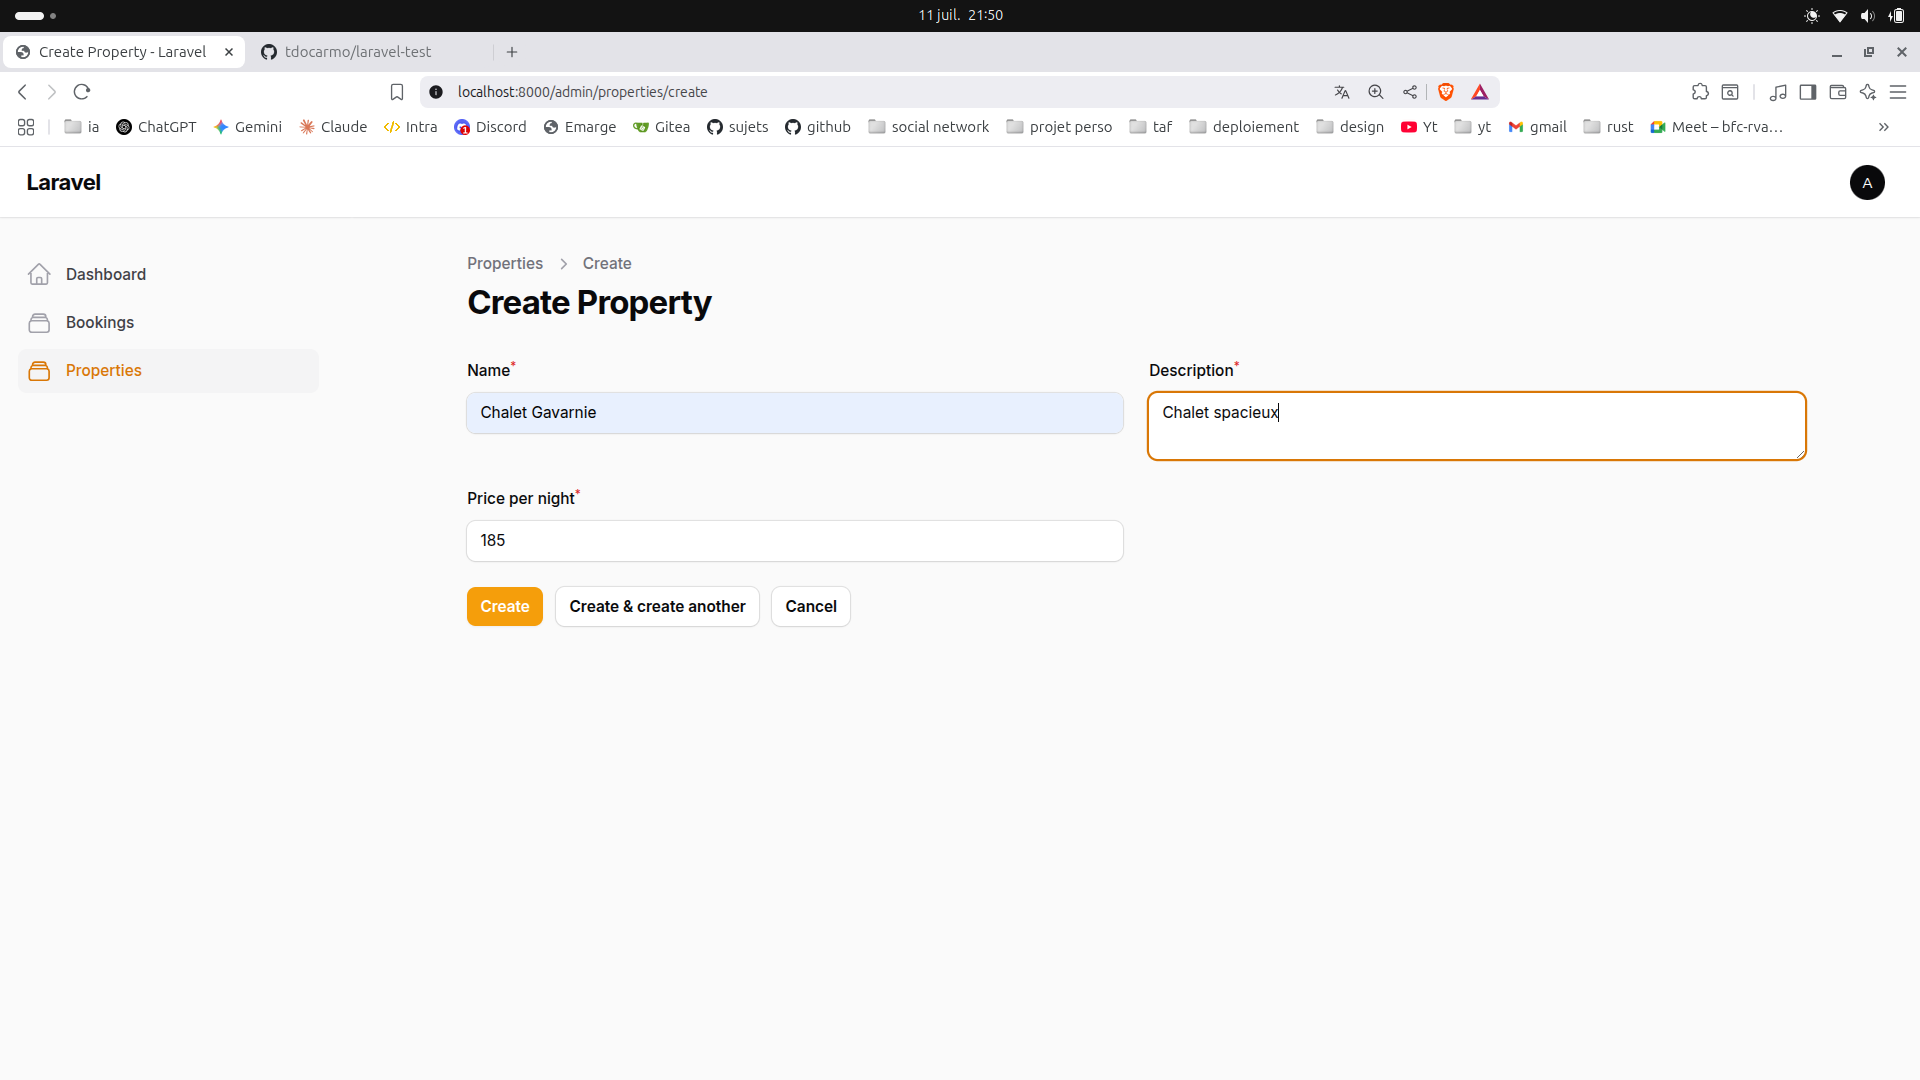 11 juil. 21:50
Create Property - Laravel
tdocarmo/laravel-test
localhost:8000/admin/properties/create
ia ChatGPT Gemini Claude Intra Discord Emarge Gitea sujets github social network projet perso taf deploiement design Yt yt gmail rust Meet – bfc-rva…
Laravel
A
Dashboard
Bookings
Properties
Properties > Create
Create Property
Name*
Chalet Gavarnie
Description*
Chalet spacieux
Price per night*
185
Create
Create & create another
Cancel